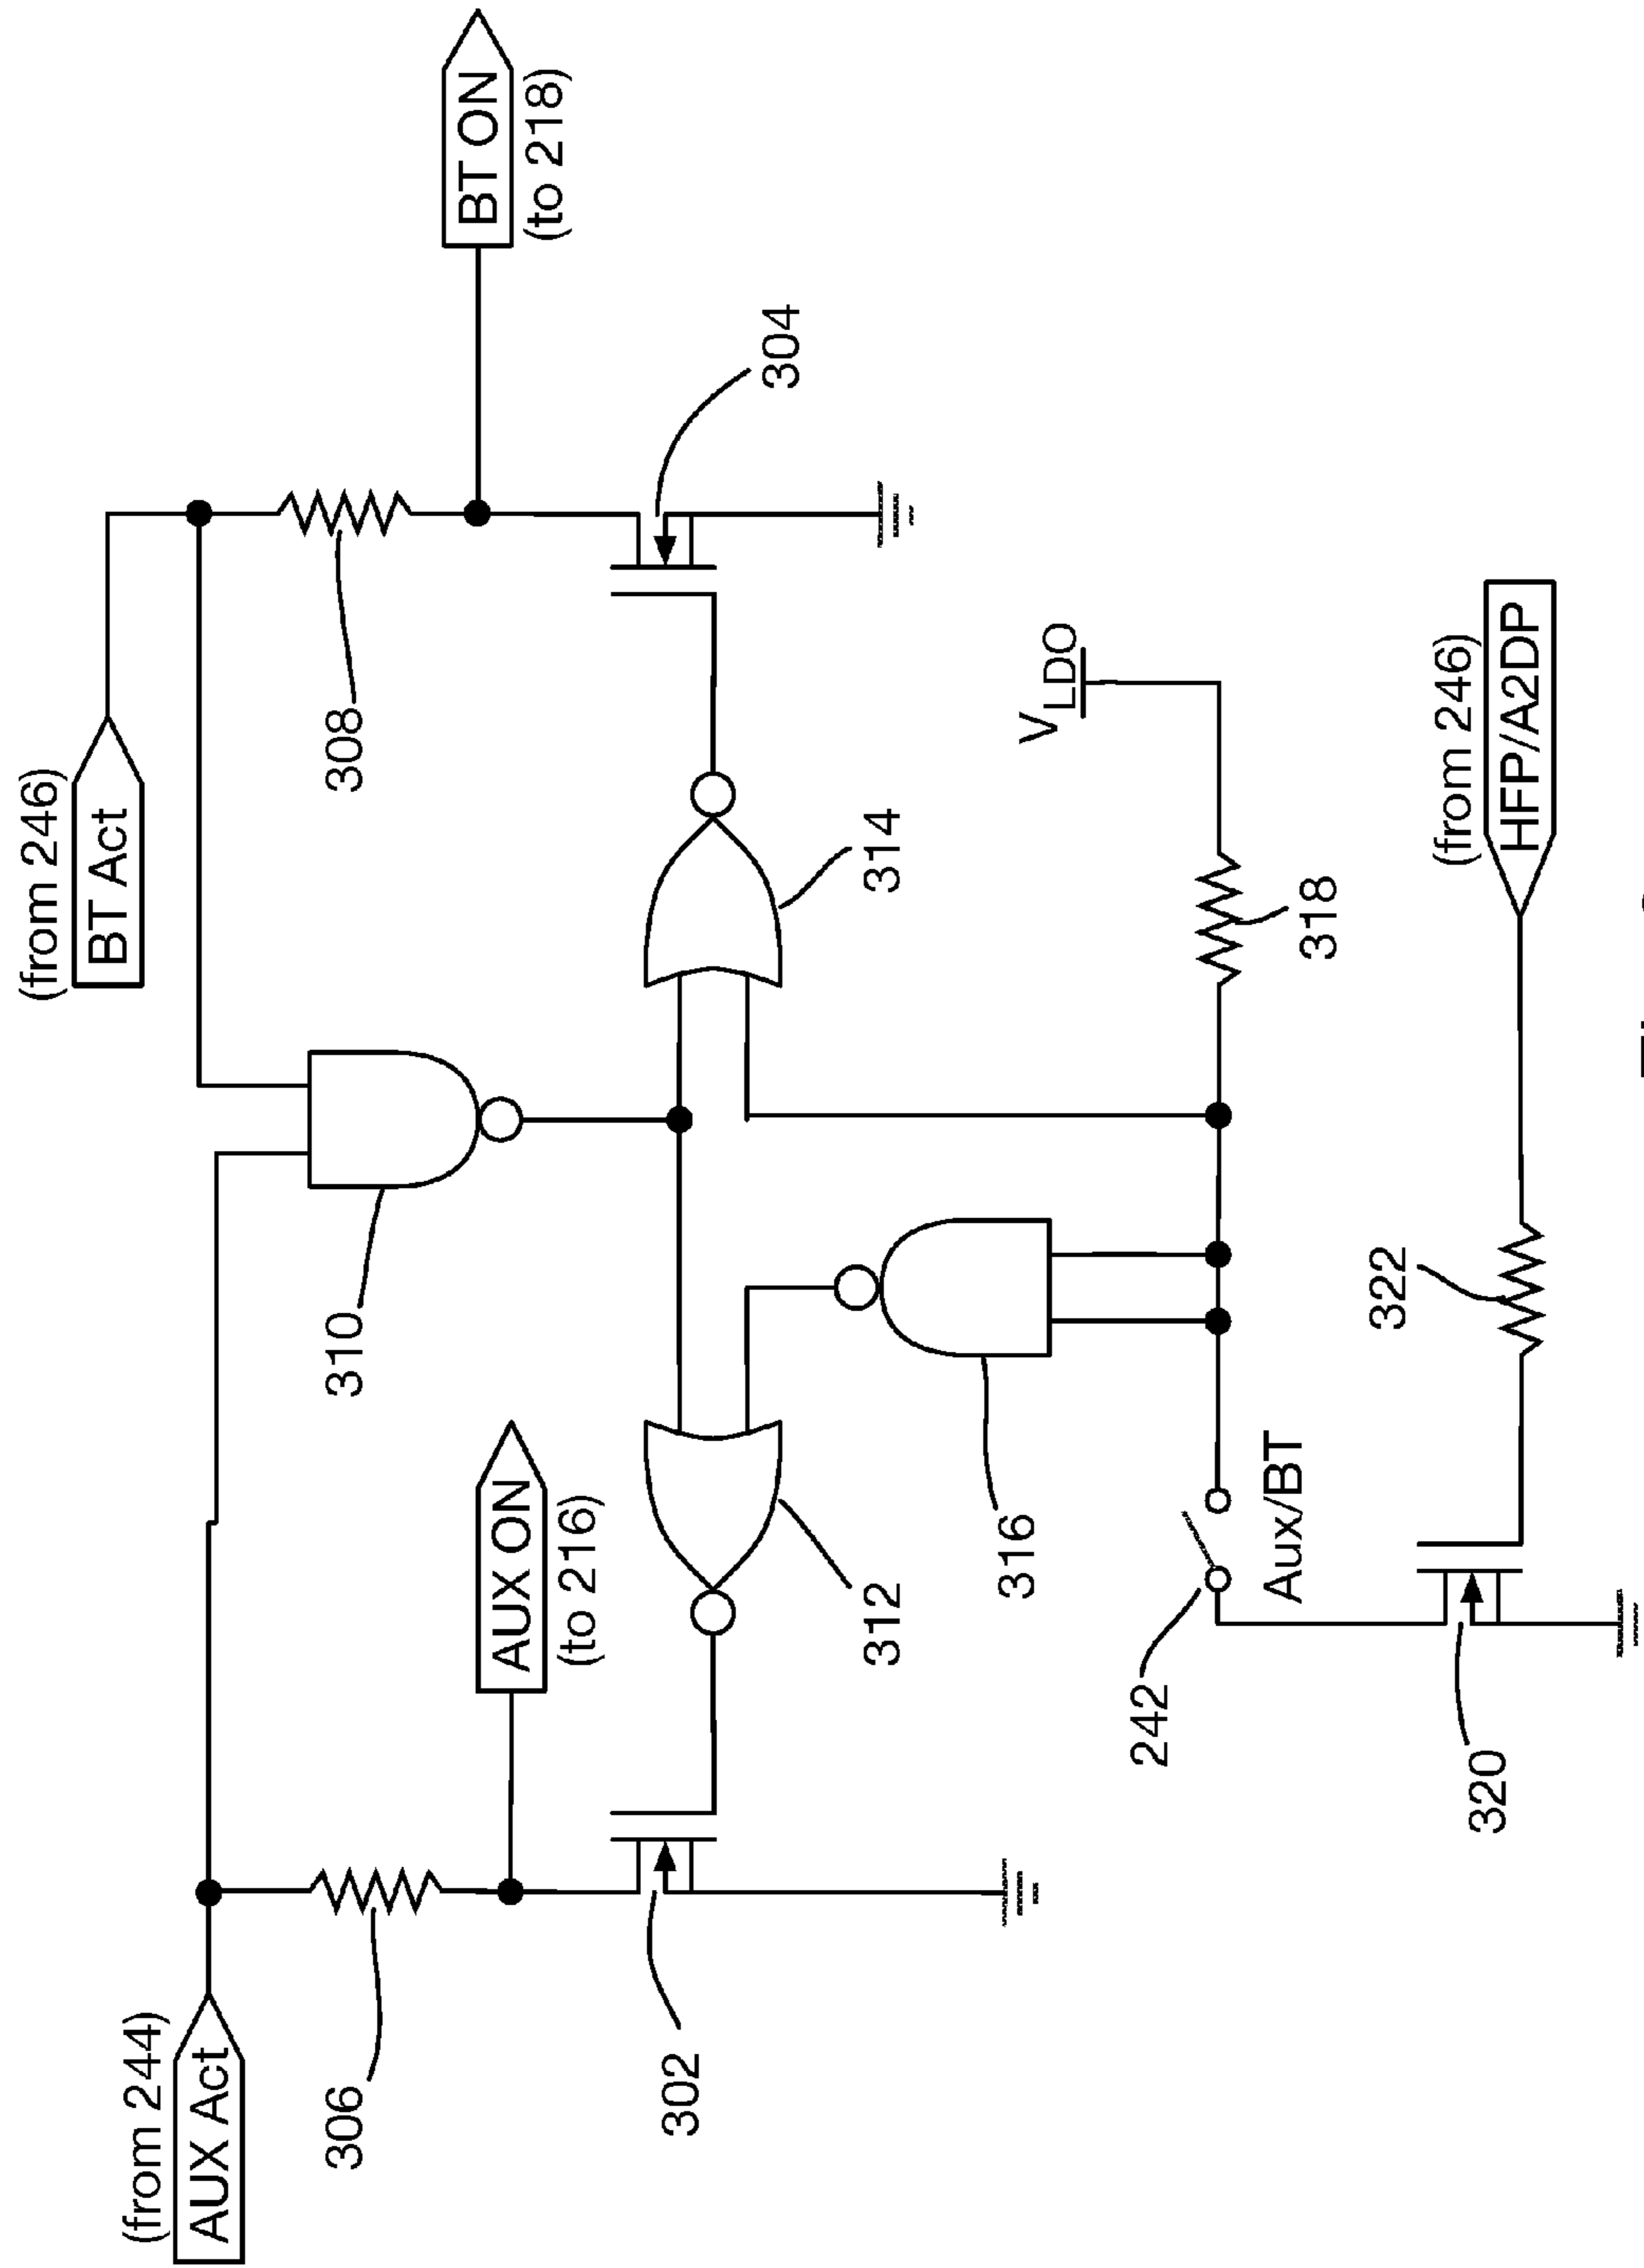 (from 246)
BT Act
BT ON
(to 218)
308
304
(from 244)
AUX Act
310
AUX ON
(to 216)
306
302
312
314
316
V LDO
318
242
Aux/BT
(from 246)
HFP/A2DP
322
320